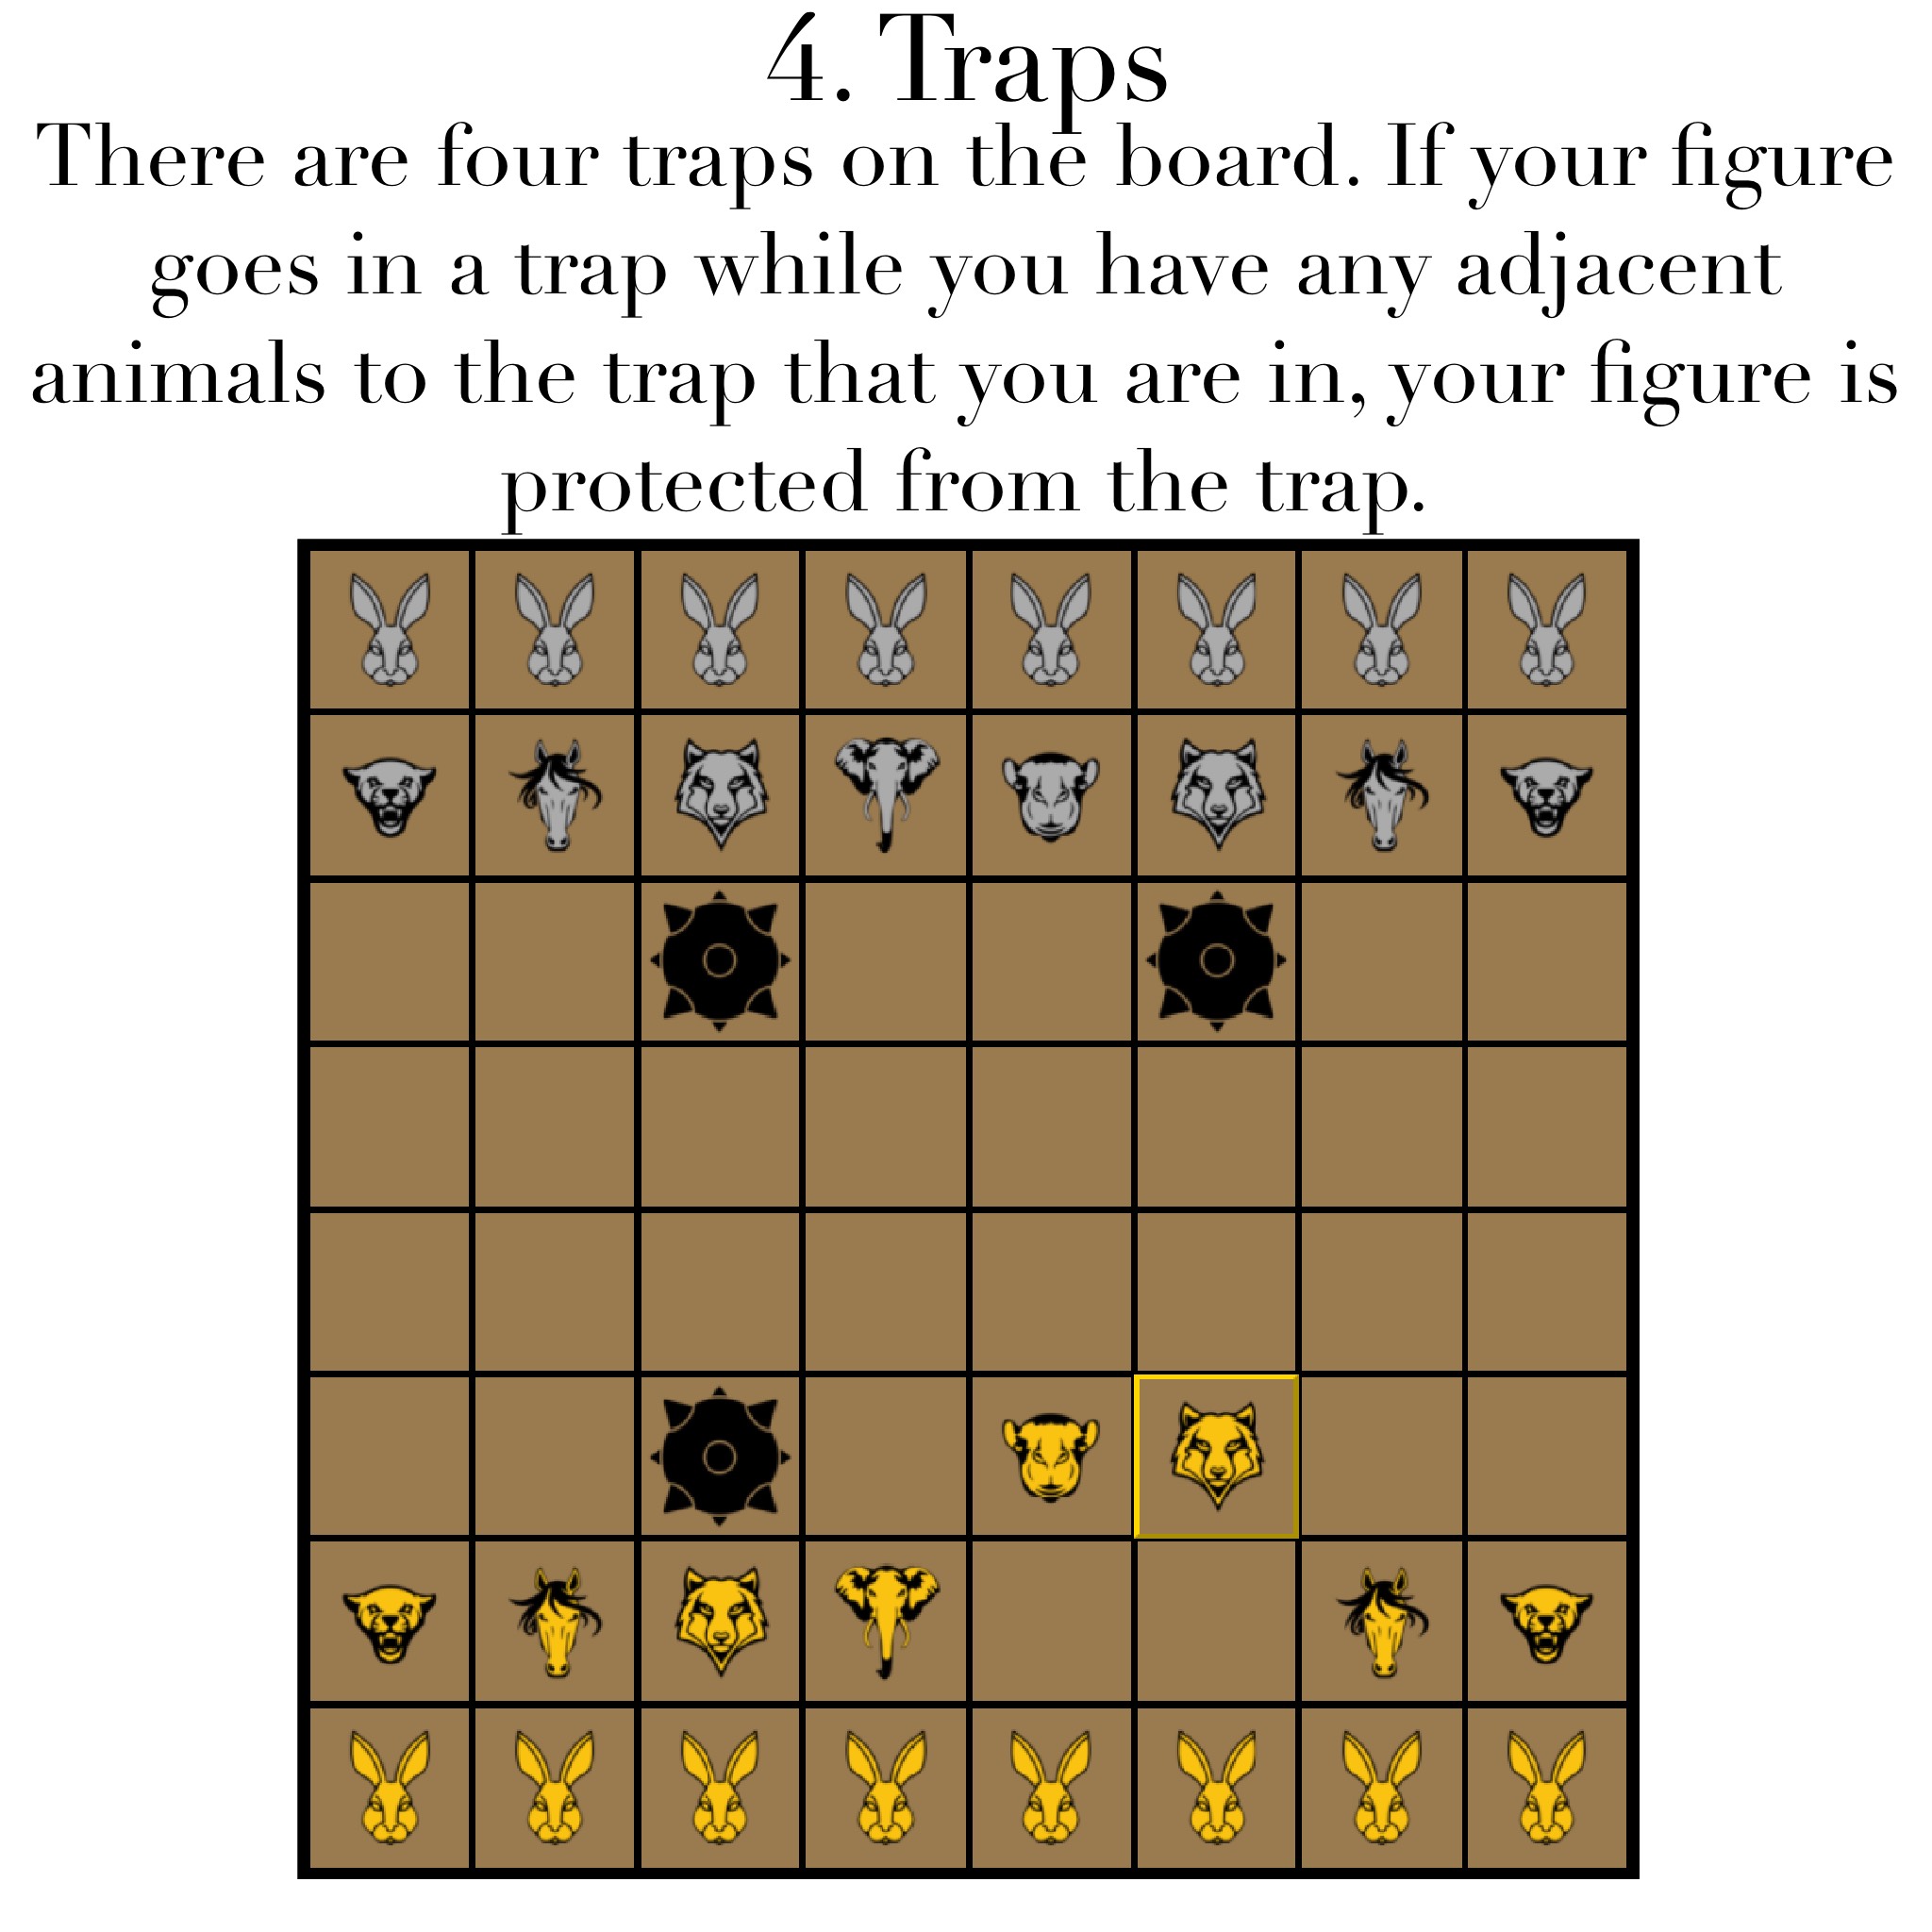 4. Traps
There are four traps on the board. If your figure
goes in a trap while you have any adjacent
animals to the trap that you are in, your figure is
protected from the trap.